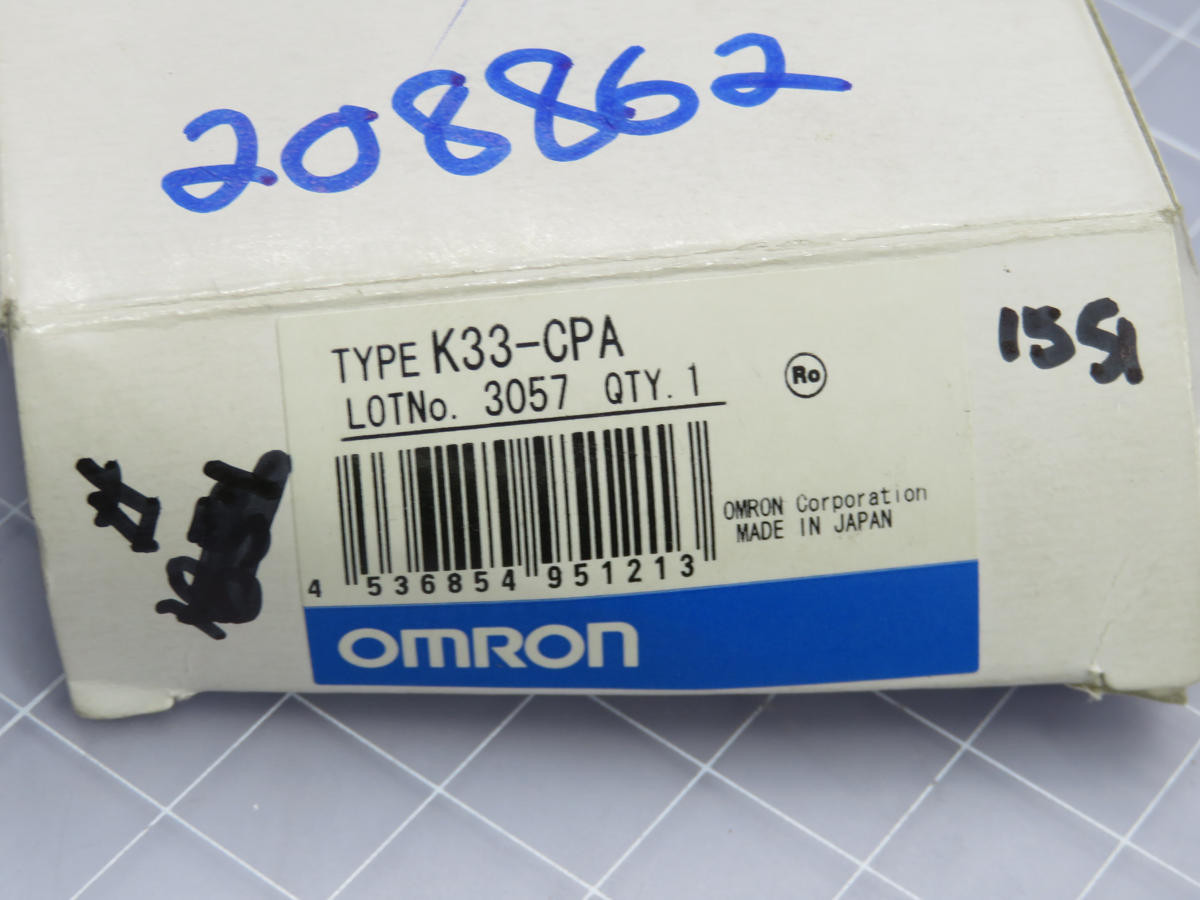 208862
TYPE K33-CPA
LOTNo. 3057 QTY. 1
Ro
4 536854 951213
OMRON Corporation
MADE IN JAPAN
OMRON